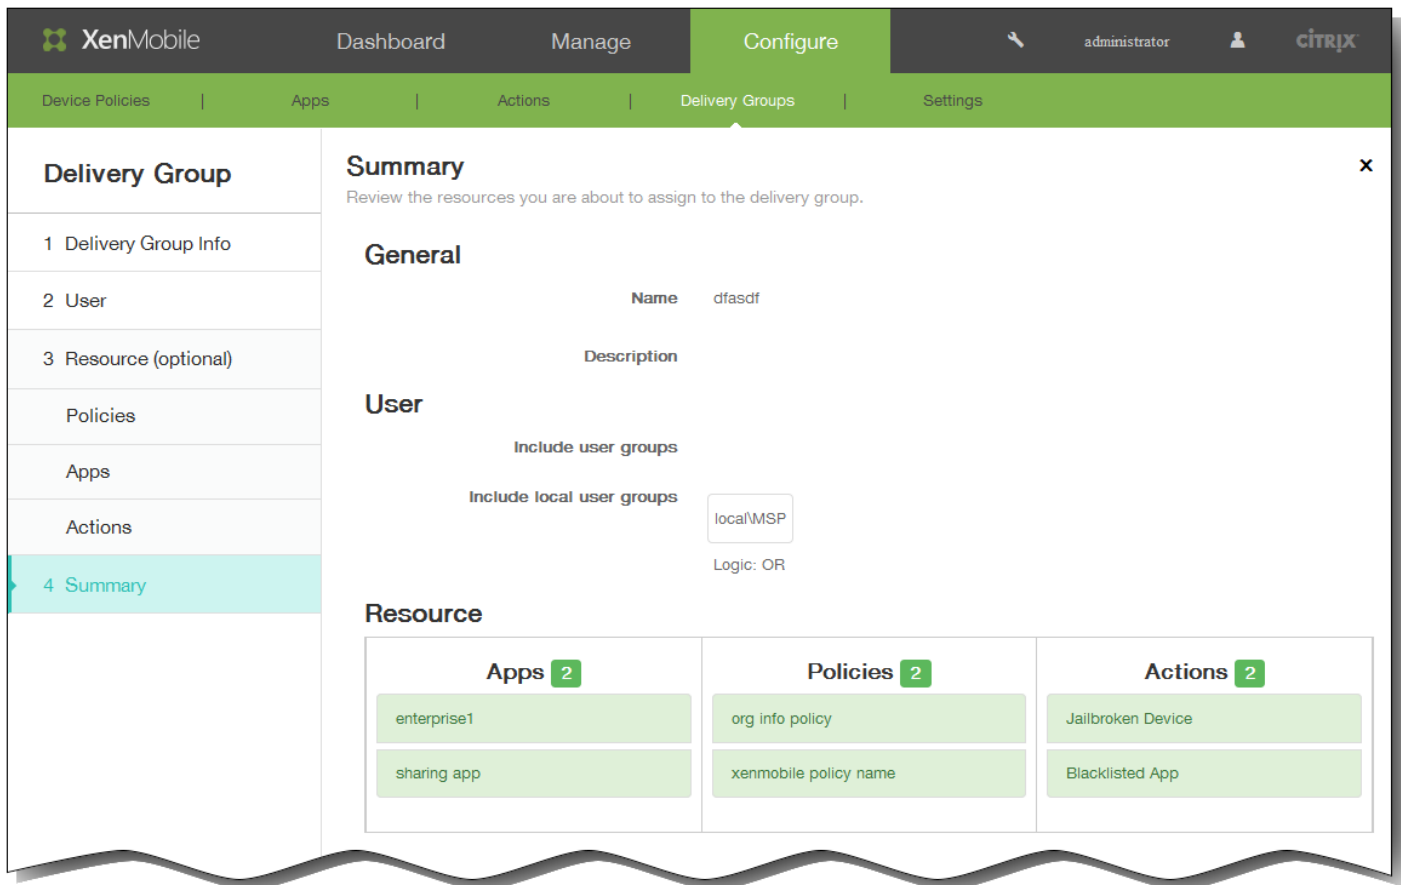 XenMobile Dashboard Manage Configure administrator CITRIX
Device Policies | Apps | Actions | Delivery Groups | Settings
Delivery Group
1 Delivery Group Info
2 User
3 Resource (optional)
Policies
Apps
Actions
4 Summary
Summary
Review the resources you are about to assign to the delivery group.
General
Name dfasdf
Description
User
Include user groups
Include local user groups
local\MSP
Logic: OR
Resource
Apps 2
enterprise1
sharing app
Policies 2
org info policy
xenmobile policy name
Actions 2
Jailbroken Device
Blacklisted App